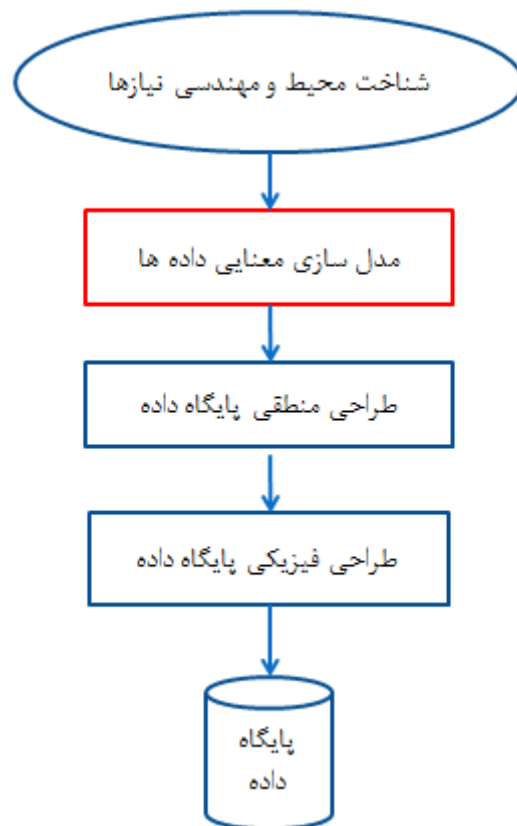 شناخت محیط و مهندسی نیازها
مدل سازی معنایی داده ها
طراحی منطقی پایگاه داده
طراحی فیزیکی پایگاه داده
پایگاه
داده